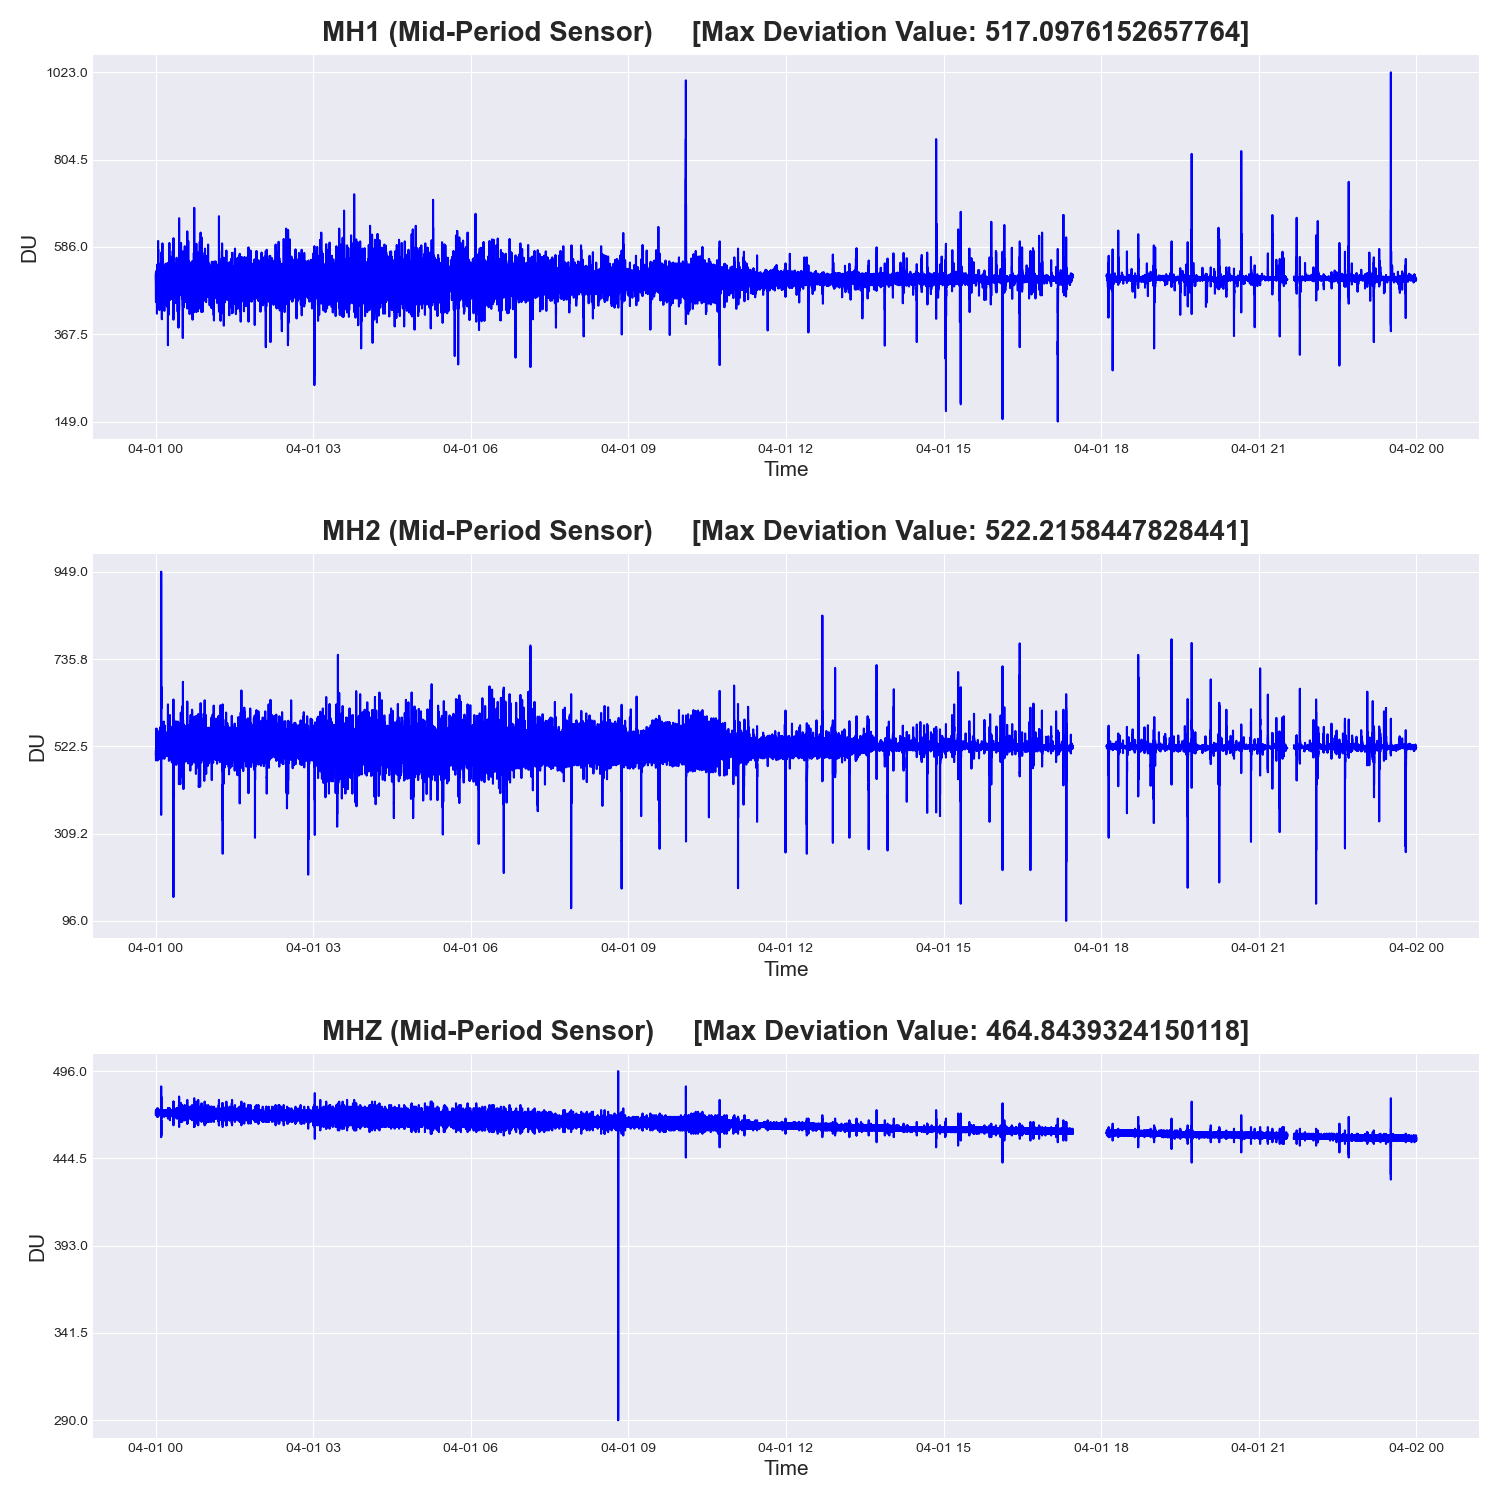 MH1 (Mid-Period Sensor) [Max Deviation Value: 517.0976152657764]
1023.0
804.5
586.0
367.5
149.0
DU
04-01 00 04-01 03 04-01 06 04-01 09 04-01 12 04-01 15 04-01 18 04-01 21 04-02 00
Time
MH2 (Mid-Period Sensor) [Max Deviation Value: 522.2158447828441]
949.0
735.8
522.5
309.2
96.0
DU
04-01 00 04-01 03 04-01 06 04-01 09 04-01 12 04-01 15 04-01 18 04-01 21 04-02 00
Time
MHZ (Mid-Period Sensor) [Max Deviation Value: 464.8439324150118]
496.0
444.5
393.0
341.5
290.0
DU
04-01 00 04-01 03 04-01 06 04-01 09 04-01 12 04-01 15 04-01 18 04-01 21 04-02 00
Time